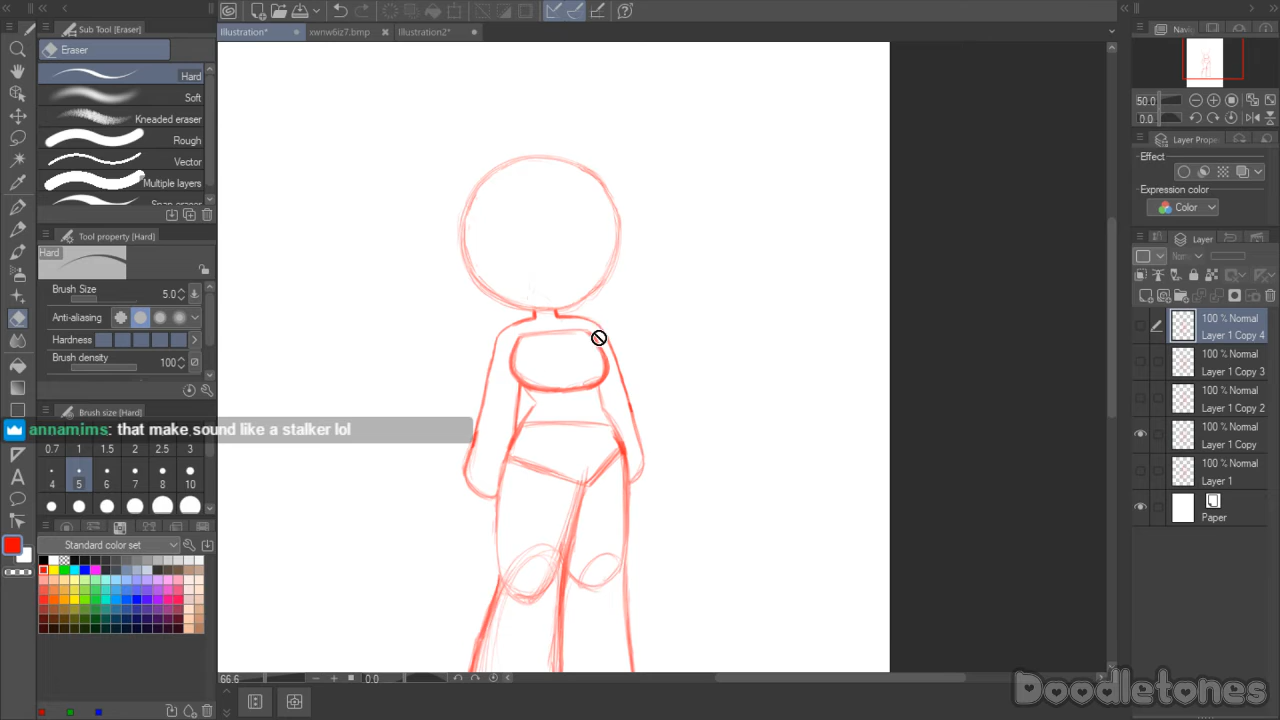 Sub Tool [Eraser]
Eraser
Hard
Soft
Kneaded eraser
Rough
Vector
Multiple layers
Snap eraser
Tool property [Hard]
Hard
Brush Size 5.0
Anti-aliasing
Hardness
Brush density 100
Brush size [Hard]
annamims: that make sound like a stalker lol
0.7 1 1.5 2 2.5 3
4 5 6 7 8 10
Standard color set
Illustration* xwnw6iz7.bmp Illustration2*
66.6 0.0
Navig
50.0
0.0
Layer Prope
Effect
Expression color
Color
Layer
100 % Normal
Layer 1 Copy 4
100 % Normal
Layer 1 Copy 3
100 % Normal
Layer 1 Copy 2
100 % Normal
Layer 1 Copy
100 % Normal
Layer 1
Paper
Doodletones